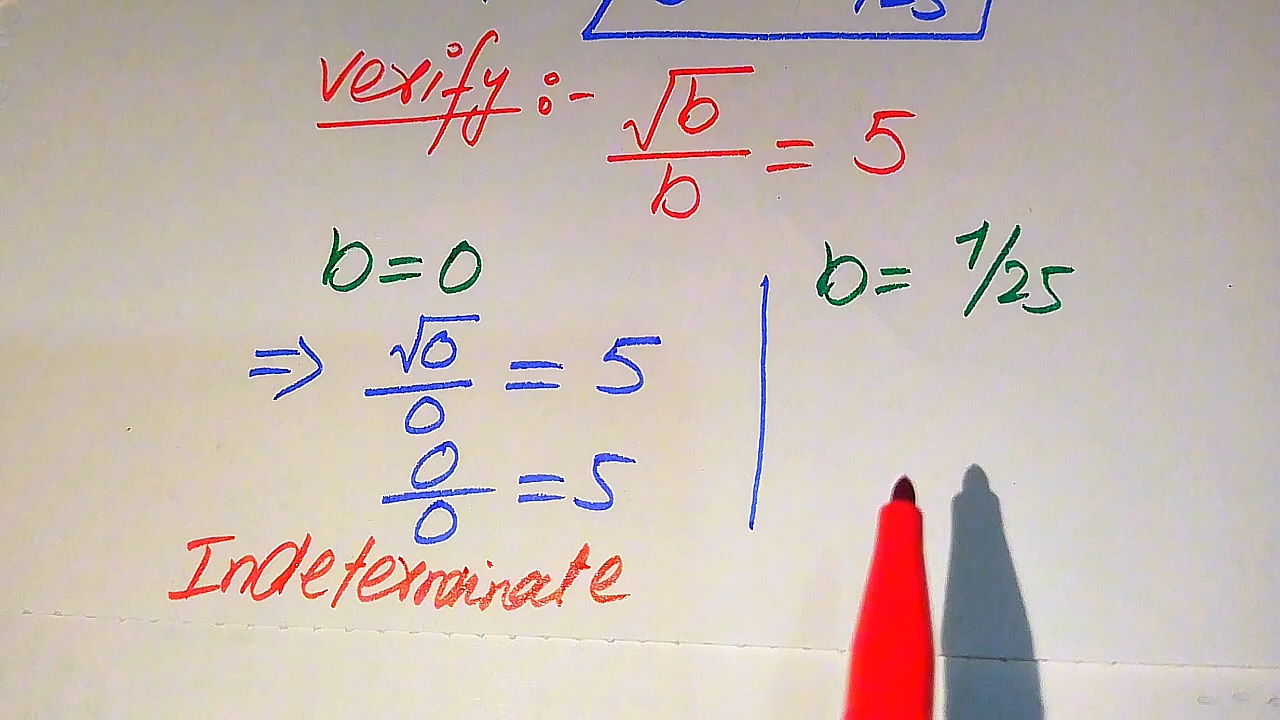 verify :- √b/b = 5
b=0
⇒ √0/0 = 5
0/0 = 5
Indeterminate
b= 1/25